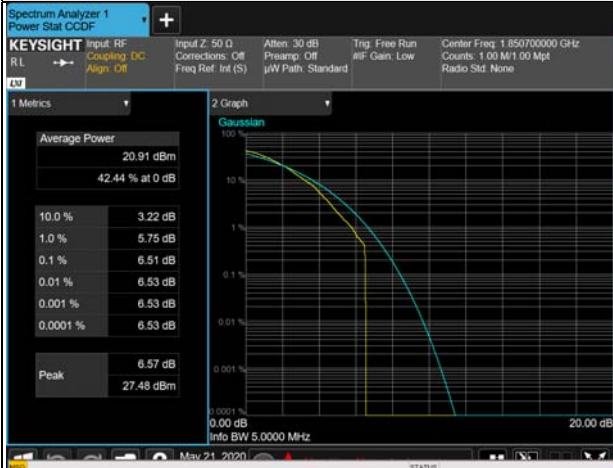 Spectrum Analyzer 1
Power Stat CCDF
+
KEYSIGHT
RL
LXI
Input: RF
Coupling: DC
Align: Off
Input Z: 50 Ω
Corrections: Off
Freq Ref: Int (S)
Atten: 30 dB
Preamp: Off
µW Path: Standard
Trig: Free Run
#IF Gain: Low
Center Freq: 1.850700000 GHz
Counts: 1.00 M/1.00 Mpt
Radio Std: None
1 Metrics
Average Power
20.91 dBm
42.44 % at 0 dB
10.0 % 3.22 dB
1.0 % 5.75 dB
0.1 % 6.51 dB
0.01 % 6.53 dB
0.001 % 6.53 dB
0.0001 % 6.53 dB
Peak
6.57 dB
27.48 dBm
2 Graph
Gaussian
100 %
10 %
1 %
0.1 %
0.01 %
0.001 %
0.0001 %
0.00 dB 20.00 dB
Info BW 5.0000 MHz
May 21, 2020
MSG STATUS